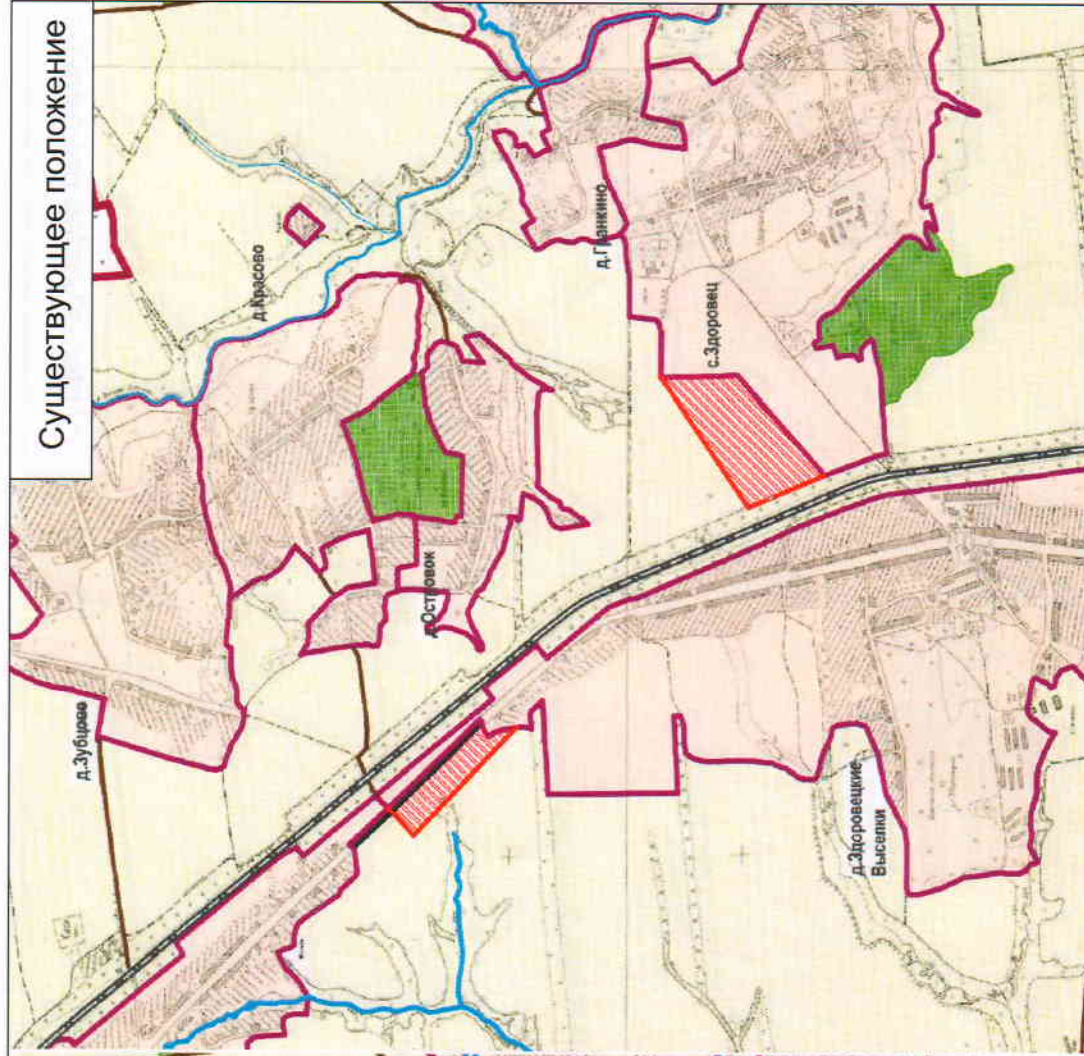 Существующее положение
д.Зубцово
д.Красово
д.Островок
д.Гранкино
с.Здоровец
д.Здоровецкие
Выселки